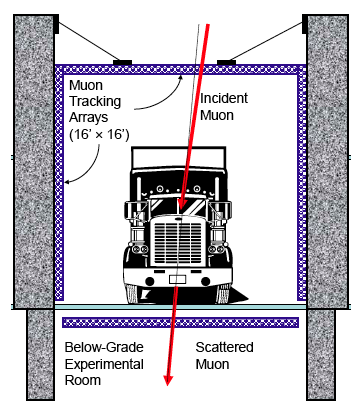 Muon
Tracking
Arrays
(16' × 16')
Incident
Muon
Below-Grade
Experimental
Room
Scattered
Muon